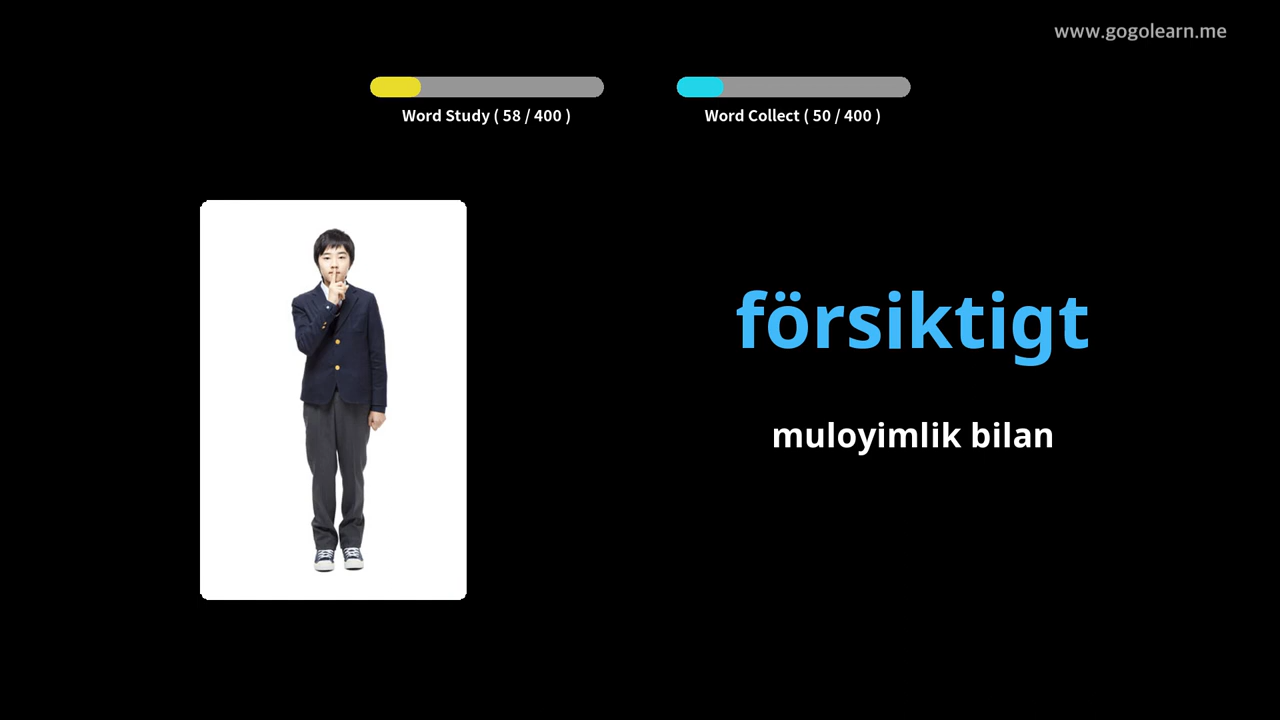 www.gogolearn.me
Word Study ( 58 / 400 )
Word Collect ( 50 / 400 )
försiktigt
muloyimlik bilan